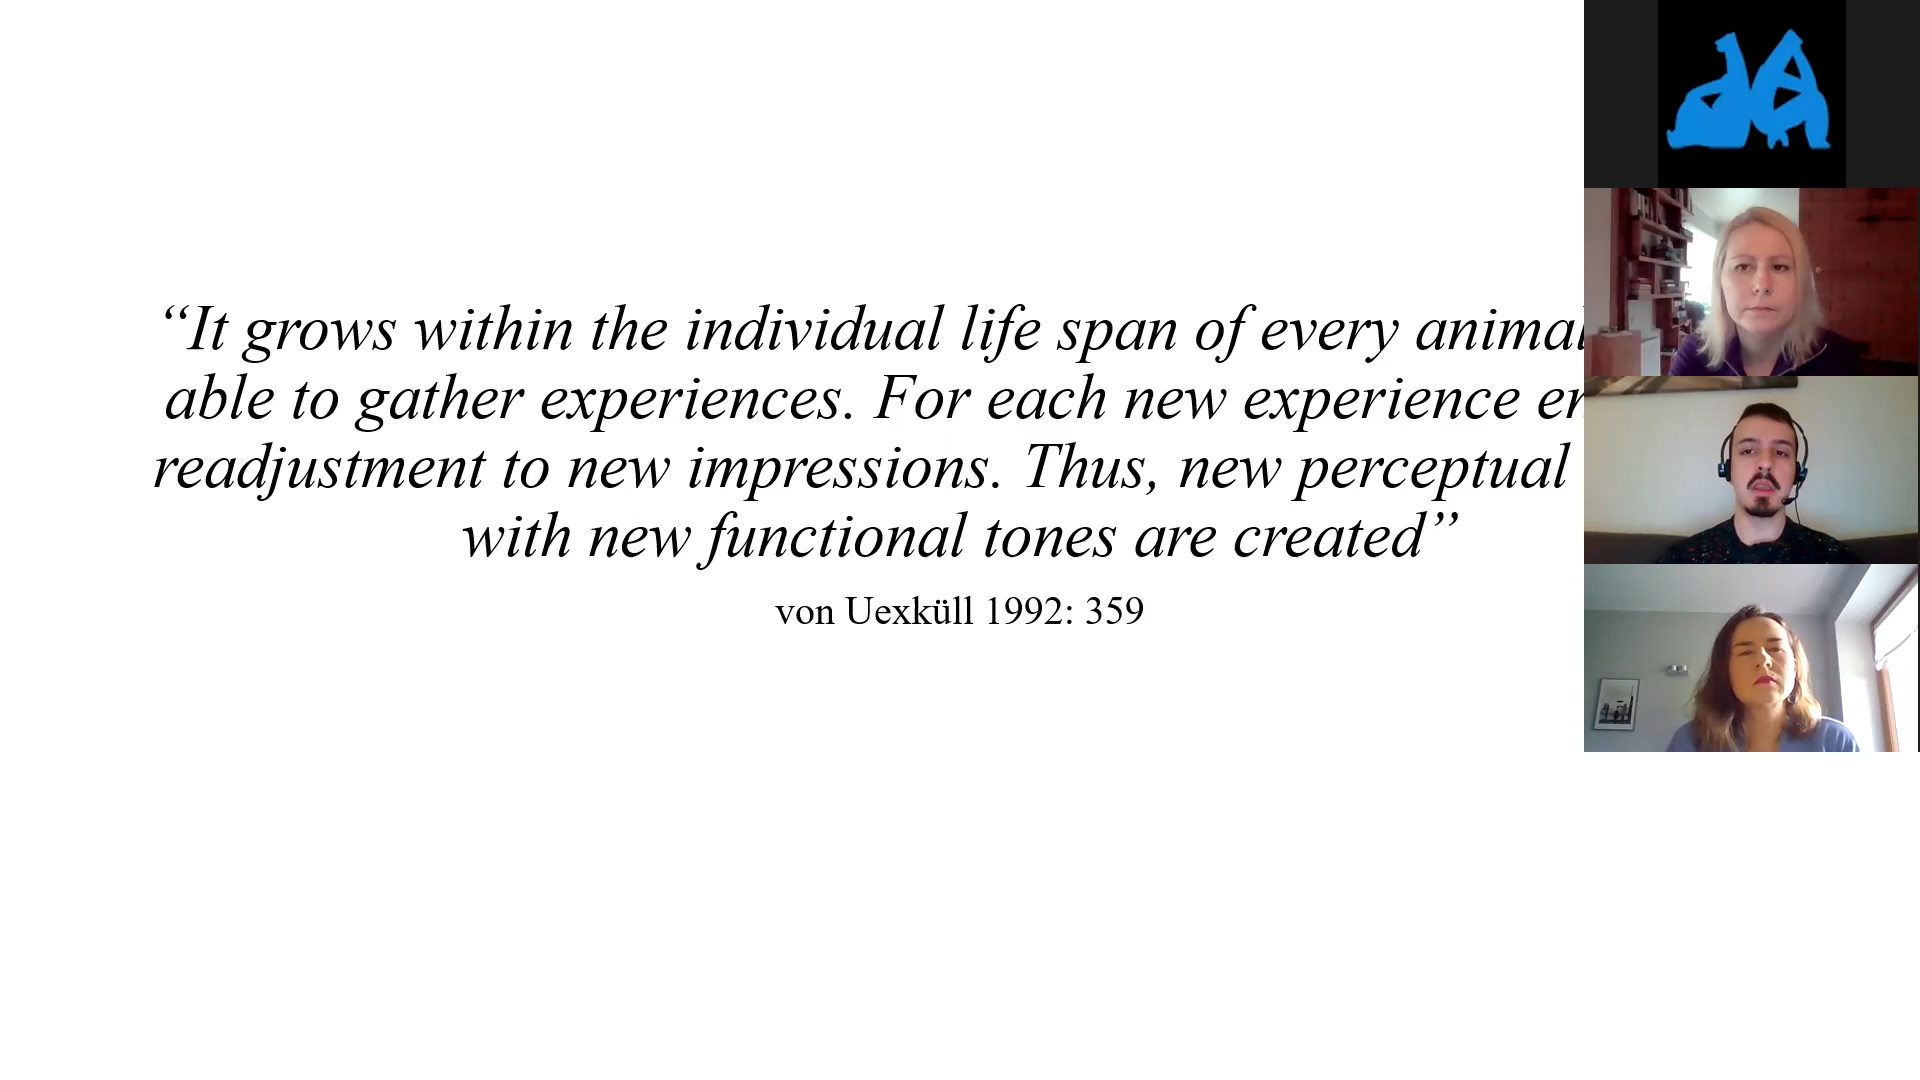 “It grows within the individual life span of every animal
able to gather experiences. For each new experience
readjustment to new impressions. Thus, new perceptual
with new functional tones are created”
von Uexküll 1992: 359